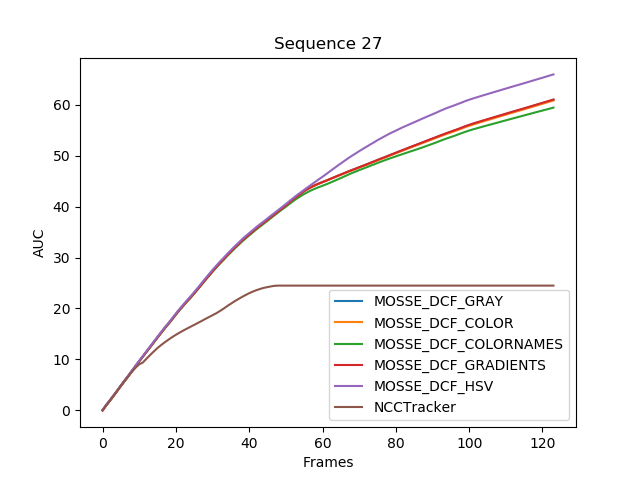 Sequence 27
AUC
60
50
40
30
20
10
0
0 20 40 60 80 100 120
Frames
MOSSE_DCF_GRAY
MOSSE_DCF_COLOR
MOSSE_DCF_COLORNAMES
MOSSE_DCF_GRADIENTS
MOSSE_DCF_HSV
NCCTracker